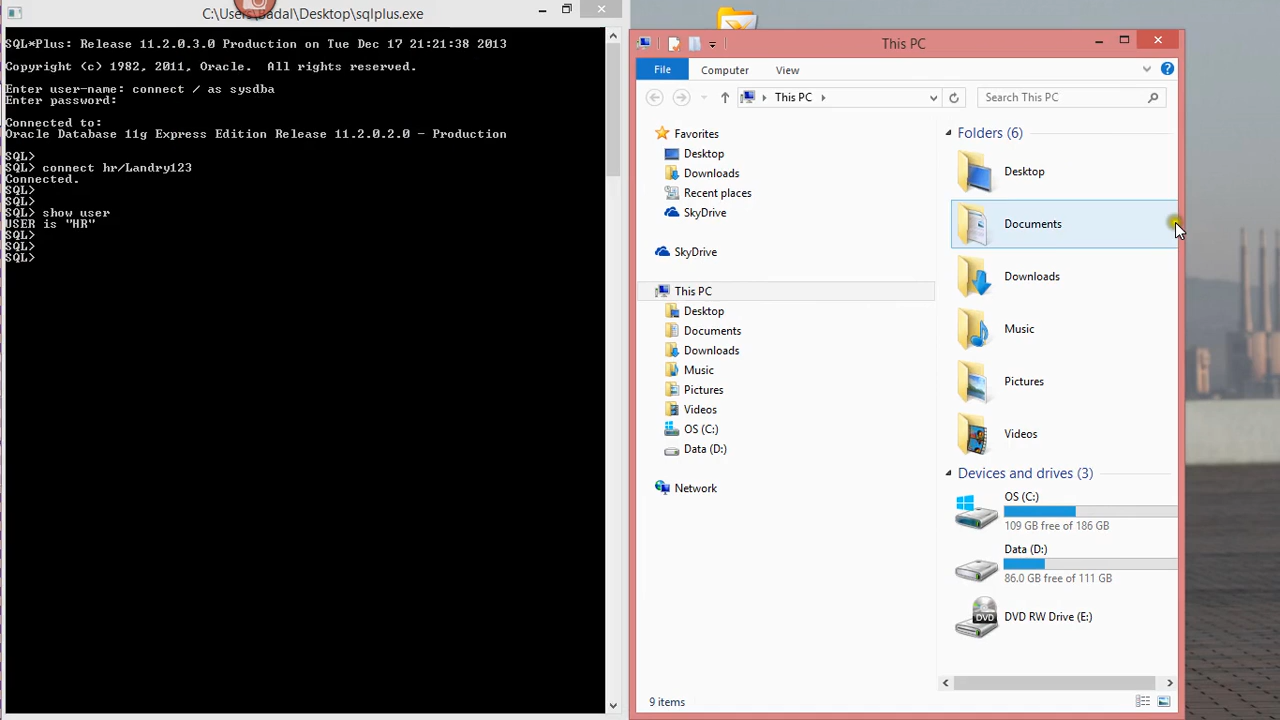 C:\Users\badal\Desktop\sqlplus.exe
SQL*Plus: Release 11.2.0.3.0 Production on Tue Dec 17 21:21:38 2013
Copyright (c) 1982, 2011, Oracle.  All rights reserved.
Enter user-name: connect / as sysdba
Enter password:
Connected to:
Oracle Database 11g Express Edition Release 11.2.0.2.0 - Production
SQL>
SQL> connect hr/Landry123
Connected.
SQL>
SQL>
SQL> show user
USER is "HR"
SQL>
SQL>
SQL>
This PC
File
Computer
View
This PC
Search This PC
Favorites
Desktop
Downloads
Recent places
SkyDrive
SkyDrive
This PC
Desktop
Documents
Downloads
Music
Pictures
Videos
OS (C:)
Data (D:)
Network
Folders (6)
Desktop
Documents
Downloads
Music
Pictures
Videos
Devices and drives (3)
OS (C:)
109 GB free of 186 GB
Data (D:)
86.0 GB free of 111 GB
DVD
DVD RW Drive (E:)
9 items